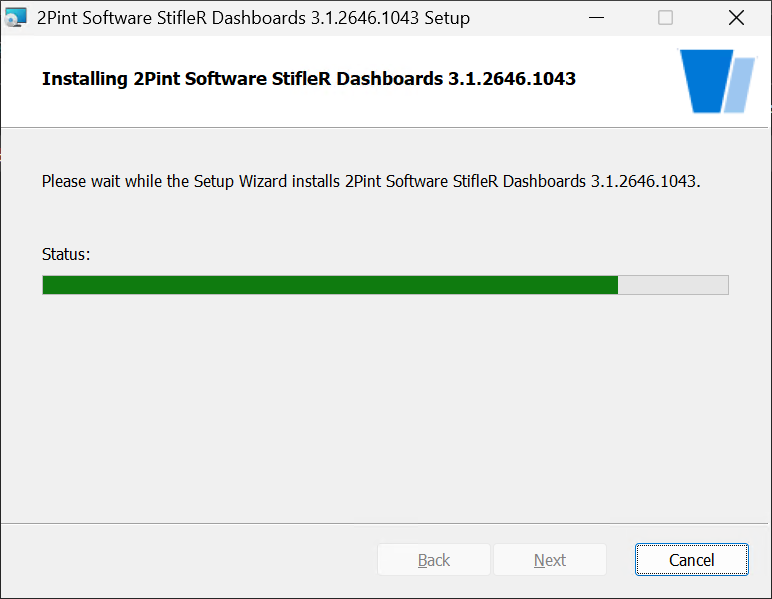 2Pint Software StifleR Dashboards 3.1.2646.1043 Setup
Installing 2Pint Software StifleR Dashboards 3.1.2646.1043
Please wait while the Setup Wizard installs 2Pint Software StifleR Dashboards 3.1.2646.1043.
Status:
Back Next Cancel